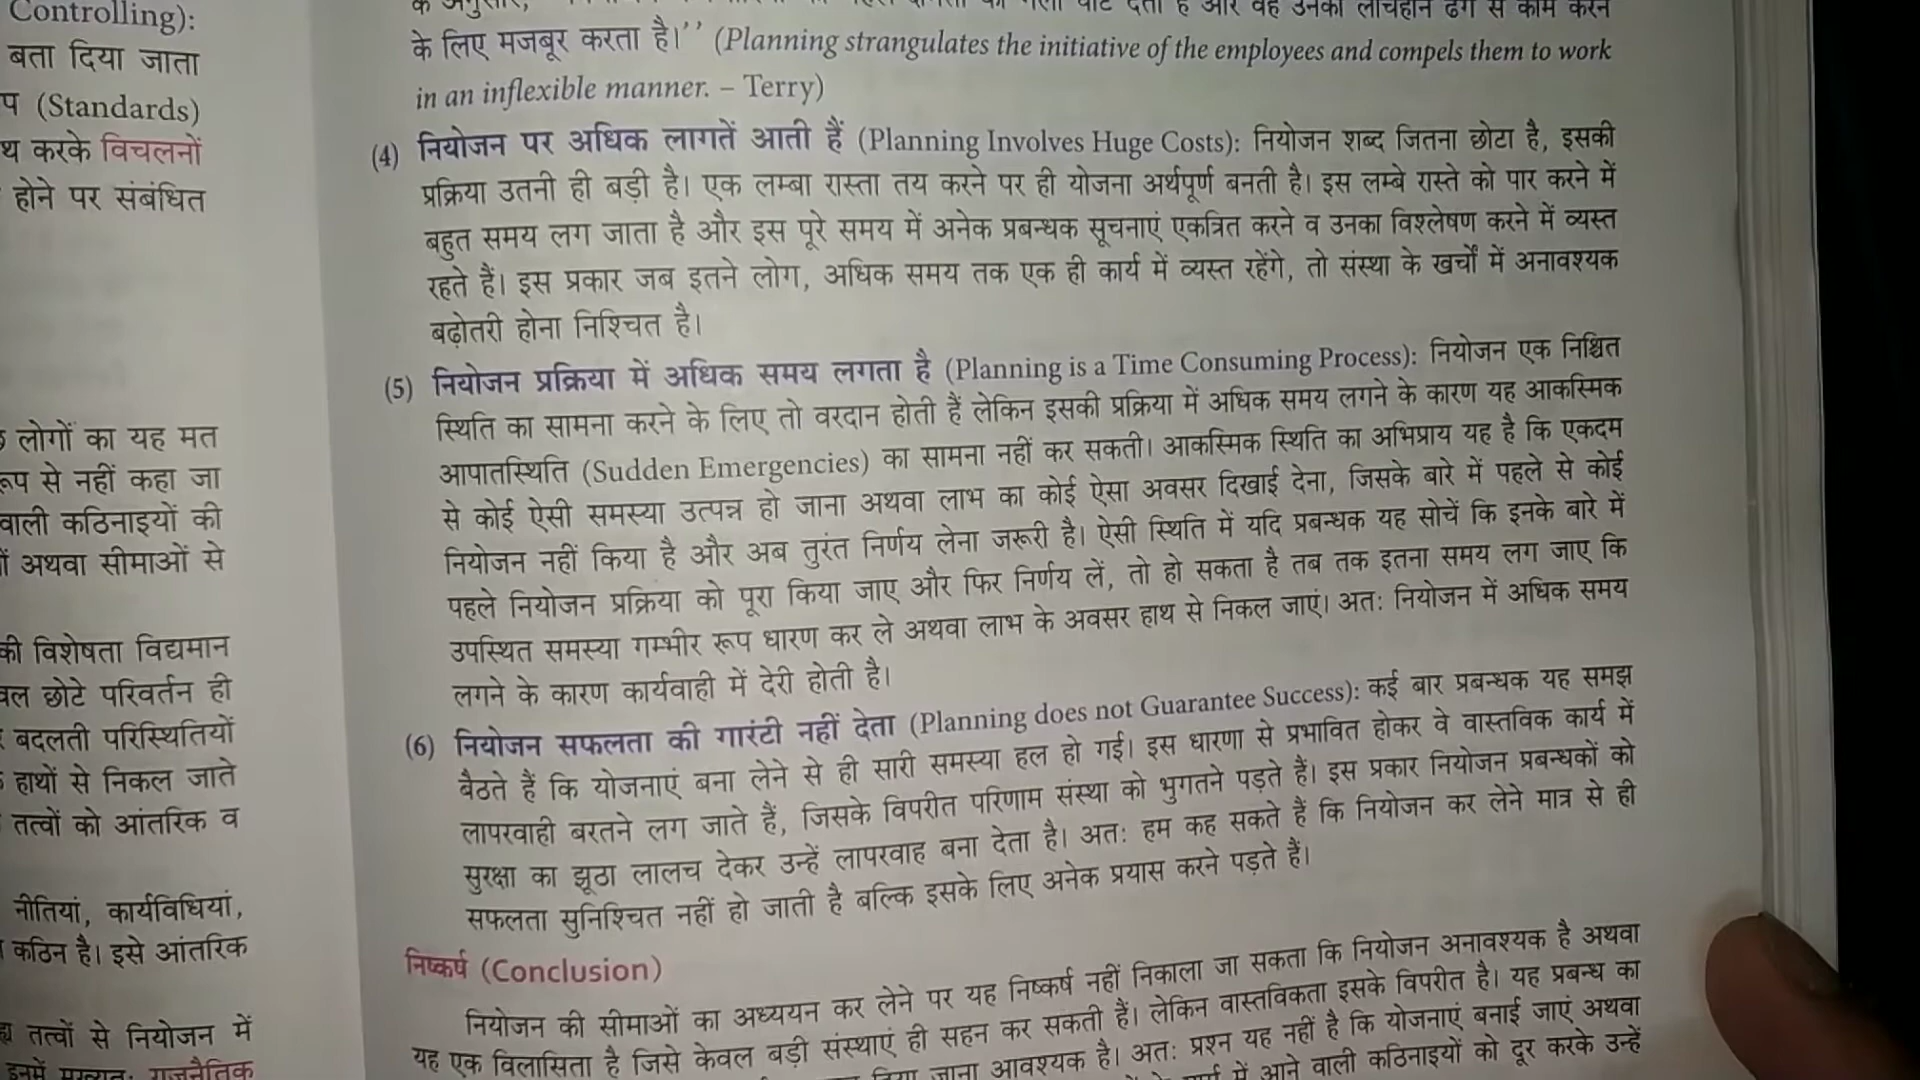 Controlling):
बता दिया जाता
(Standards)
करके विचलनों
होने पर संबंधित
लोगों का यह मत
से नहीं कहा जा
वाली कठिनाइयों की
अथवा सीमाओं से
की विशेषता विद्यमान
छोटे परिवर्तन ही
बदलती परिस्थितियों
हाथों से निकल जाते
तत्वों को आंतरिक व
नीतियां, कार्यविधियां,
कठिन है। इसे आंतरिक
तत्वों से नियोजन में
के लिए मजबूर करता है।’’ (Planning strangulates the initiative of the employees and compels them to work
in an inflexible manner. – Terry)
(4) नियोजन पर अधिक लागतें आती हैं (Planning Involves Huge Costs): नियोजन शब्द जितना छोटा है, इसकी
प्रक्रिया उतनी ही बड़ी है। एक लम्बा रास्ता तय करने पर ही योजना अर्थपूर्ण बनती है। इस लम्बे रास्ते को पार करने में
बहुत समय लग जाता है और इस पूरे समय में अनेक प्रबन्धक सूचनाएं एकत्रित करने व उनका विश्लेषण करने में व्यस्त
रहते हैं। इस प्रकार जब इतने लोग, अधिक समय तक एक ही कार्य में व्यस्त रहेंगे, तो संस्था के खर्चों में अनावश्यक
बढ़ोतरी होना निश्चित है।
(5) नियोजन प्रक्रिया में अधिक समय लगता है (Planning is a Time Consuming Process): नियोजन एक निश्चित
स्थिति का सामना करने के लिए तो वरदान होती हैं लेकिन इसकी प्रक्रिया में अधिक समय लगने के कारण यह आकस्मिक
आपातस्थिति (Sudden Emergencies) का सामना नहीं कर सकती। आकस्मिक स्थिति का अभिप्राय यह है कि एकदम
से कोई ऐसी समस्या उत्पन्न हो जाना अथवा लाभ का कोई ऐसा अवसर दिखाई देना, जिसके बारे में पहले से कोई
नियोजन नहीं किया है और अब तुरंत निर्णय लेना जरूरी है। ऐसी स्थिति में यदि प्रबन्धक यह सोचें कि इनके बारे में
पहले नियोजन प्रक्रिया को पूरा किया जाए और फिर निर्णय लें, तो हो सकता है तब तक इतना समय लग जाए कि
उपस्थित समस्या गम्भीर रूप धारण कर ले अथवा लाभ के अवसर हाथ से निकल जाएं। अतः नियोजन में अधिक समय
लगने के कारण कार्यवाही में देरी होती है।
(6) नियोजन सफलता की गारंटी नहीं देता (Planning does not Guarantee Success): कई बार प्रबन्धक यह समझ
बैठते हैं कि योजनाएं बना लेने से ही सारी समस्या हल हो गई। इस धारणा से प्रभावित होकर वे वास्तविक कार्य में
लापरवाही बरतने लग जाते हैं, जिसके विपरीत परिणाम संस्था को भुगतने पड़ते हैं। इस प्रकार नियोजन प्रबन्धकों को
सुरक्षा का झूठा लालच देकर उन्हें लापरवाह बना देता है। अतः हम कह सकते हैं कि नियोजन कर लेने मात्र से ही
सफलता सुनिश्चित नहीं हो जाती है बल्कि इसके लिए अनेक प्रयास करने पड़ते हैं।
निष्कर्ष (Conclusion)
नियोजन की सीमाओं का अध्ययन कर लेने पर यह निष्कर्ष नहीं निकाला जा सकता कि नियोजन अनावश्यक है अथवा
यह एक विलासिता है जिसे केवल बड़ी संस्थाएं ही सहन कर सकती हैं। लेकिन वास्तविकता इसके विपरीत है। यह प्रबन्ध का
जाना आवश्यक है। अतः प्रश्न यह नहीं है कि योजनाएं बनाई जाएं अथवा
में आने वाली कठिनाइयों को दूर करके उन्हें